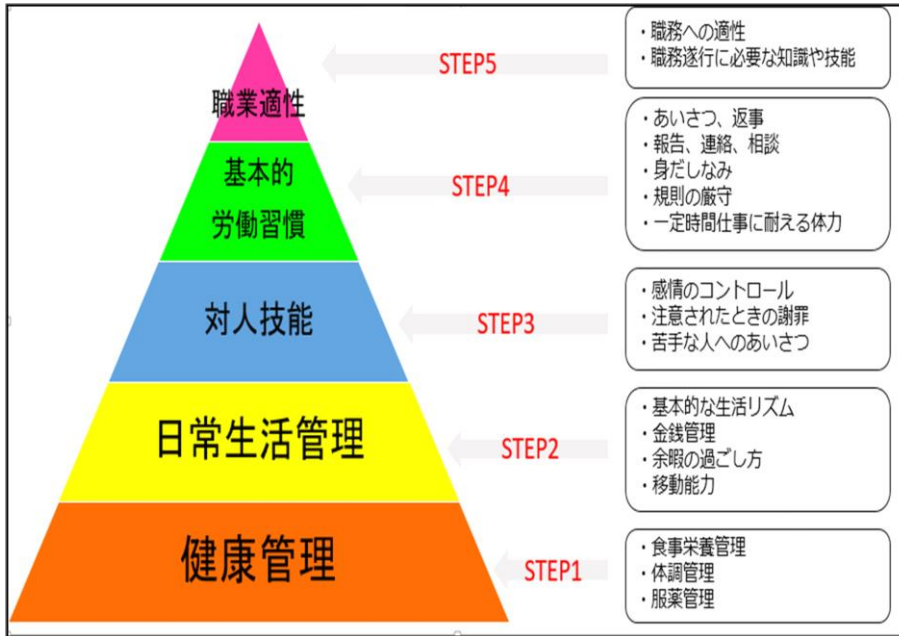 職業適性
STEP5
・職務への適性
・職務遂行に必要な知識や技能
基本的
労働習慣
STEP4
・あいさつ、返事
・報告、連絡、相談
・身だしなみ
・規則の厳守
・一定時間仕事に耐える体力
対人技能
STEP3
・感情のコントロール
・注意されたときの謝罪
・苦手な人へのあいさつ
日常生活管理
STEP2
・基本的な生活リズム
・金銭管理
・余暇の過ごし方
・移動能力
健康管理
STEP1
・食事栄養管理
・体調管理
・服薬管理